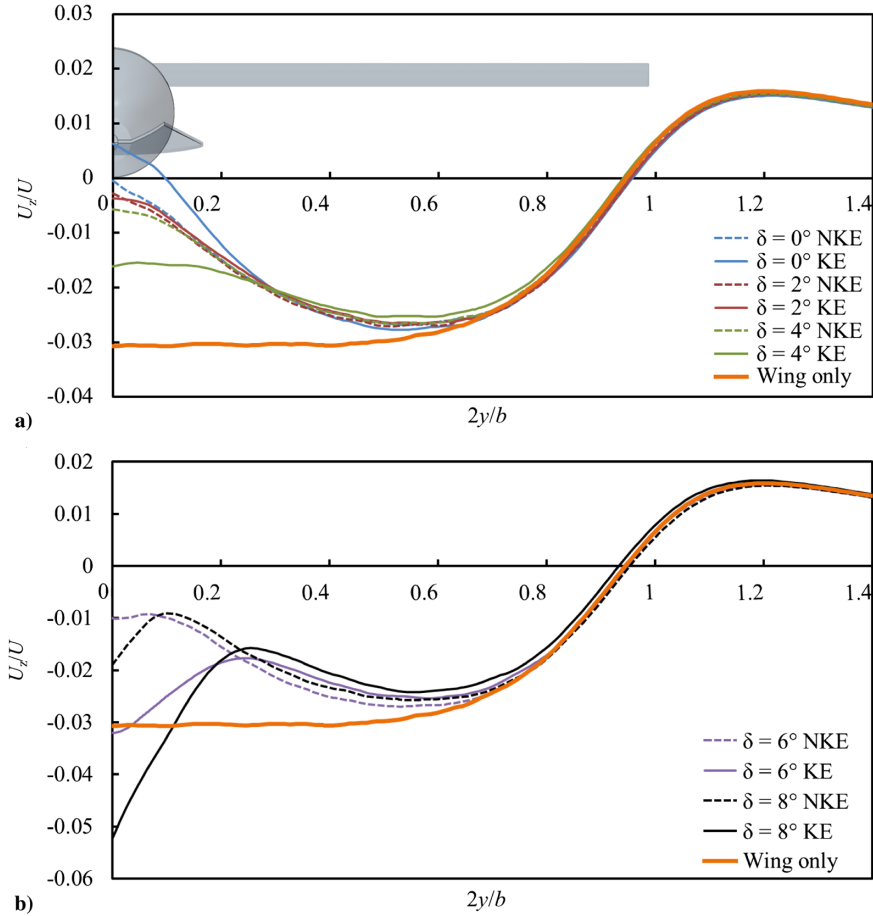 0.03
0.02
0.01
0
-0.01
-0.02
-0.03
-0.04
U_z/U
0 0.2 0.4 0.6 0.8 1 1.2 1.4
δ = 0° NKE
δ = 0° KE
δ = 2° NKE
δ = 2° KE
δ = 4° NKE
δ = 4° KE
Wing only
a)
2y/b
0.02
0.01
0
-0.01
-0.02
-0.03
-0.04
-0.05
-0.06
U_z/U
0 0.2 0.4 0.6 0.8 1 1.2 1.4
δ = 6° NKE
δ = 6° KE
δ = 8° NKE
δ = 8° KE
Wing only
b)
2y/b